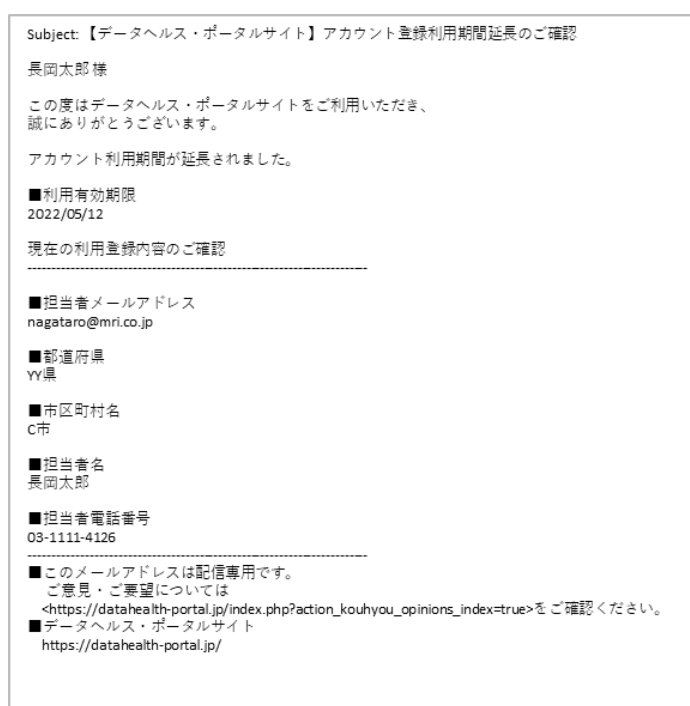 Subject: 【データヘルス・ポータルサイト】アカウント登録利用期間延長のご確認
長岡太郎 様
この度はデータヘルス・ポータルサイトをご利用いただき、
誠にありがとうございます。
アカウント利用期間が延長されました。
■利用有効期限
2022/05/12
現在の利用登録内容のご確認
----------------------------------------------------------------------
■担当者メールアドレス
nagataro@mri.co.jp
■都道府県
YY県
■市区町村名
C市
■担当者名
長岡太郎
■担当者電話番号
03-1111-4126
----------------------------------------------------------------------
■このメールアドレスは配信専用です。
ご意見・ご要望については
<https://datahealth-portal.jp/index.php?action_kouhyou_opinions_index=true>をご確認ください。
■データヘルス・ポータルサイト
https://datahealth-portal.jp/